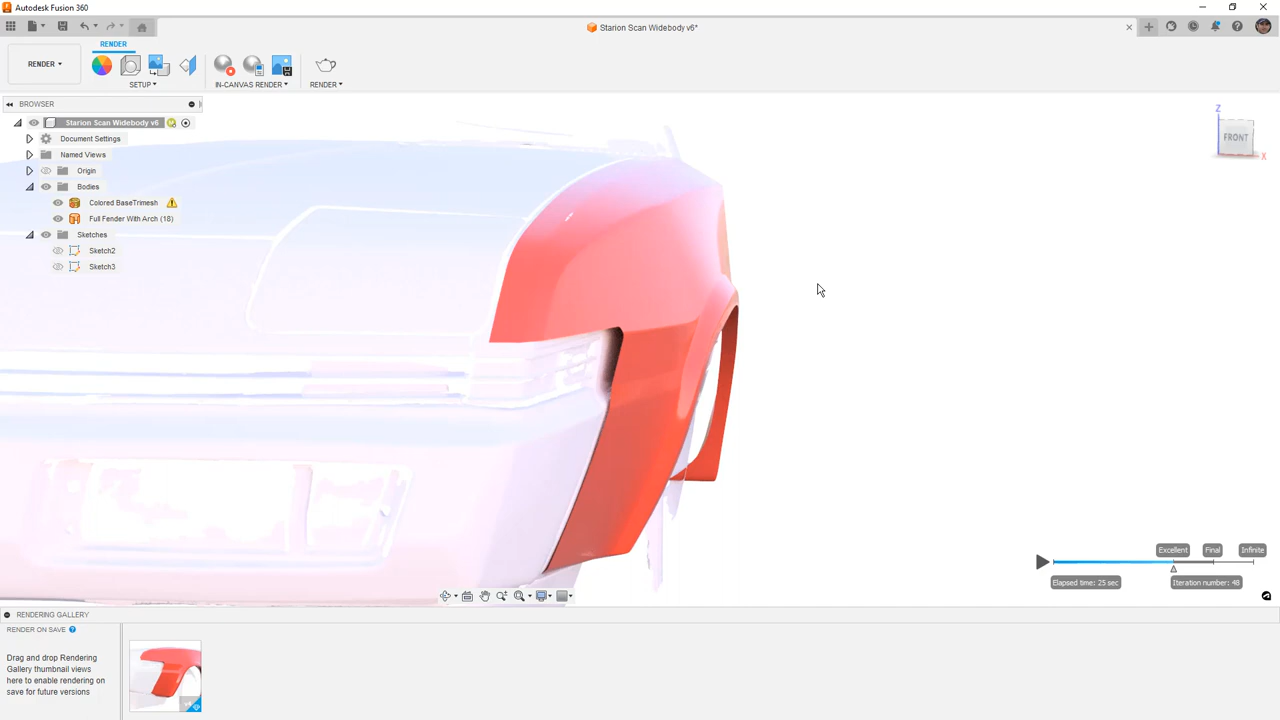 Autodesk Fusion 360
Starion Scan Widebody v6*
RENDER
RENDER
SETUP
IN-CANVAS RENDER
RENDER
BROWSER
Starion Scan Widebody v6
Document Settings
Named Views
Origin
Bodies
Colored BaseTrimesh
Full Fender With Arch (18)
Sketches
Sketch2
Sketch3
Z
FRONT
X
Excellent
Final
Infinite
Elapsed time: 25 sec
Iteration number: 48
RENDERING GALLERY
RENDER ON SAVE
Drag and drop Rendering
Gallery thumbnail views
here to enable rendering on
save for future versions